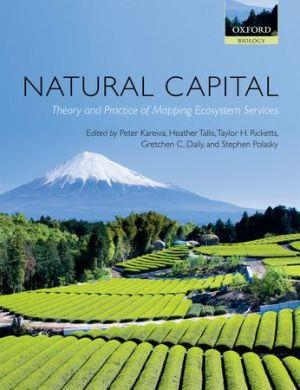 OXFORD
BIOLOGY
NATURAL CAPITAL
Theory and Practice of Mapping Ecosystem Services
Edited by Peter Kareiva, Heather Tallis, Taylor H. Ricketts,
Gretchen C. Daily, and Stephen Polasky